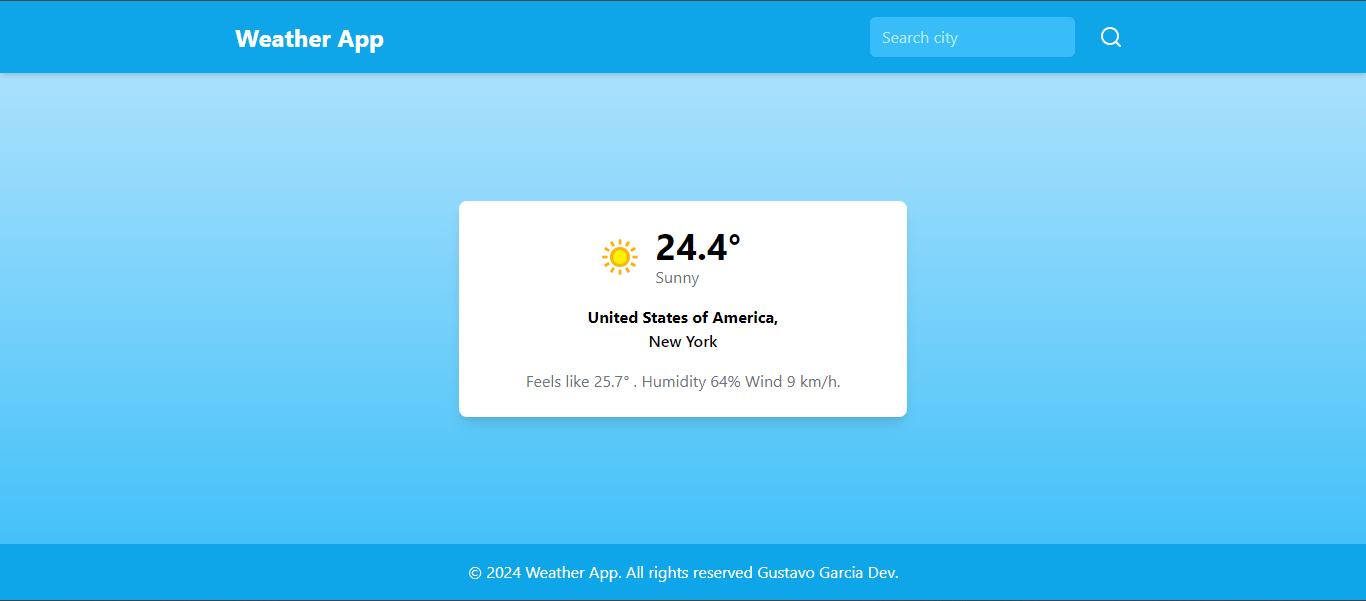 Weather App
Search city
24.4°
Sunny
United States of America,
New York
Feels like 25.7° . Humidity 64% Wind 9 km/h.
© 2024 Weather App. All rights reserved Gustavo Garcia Dev.